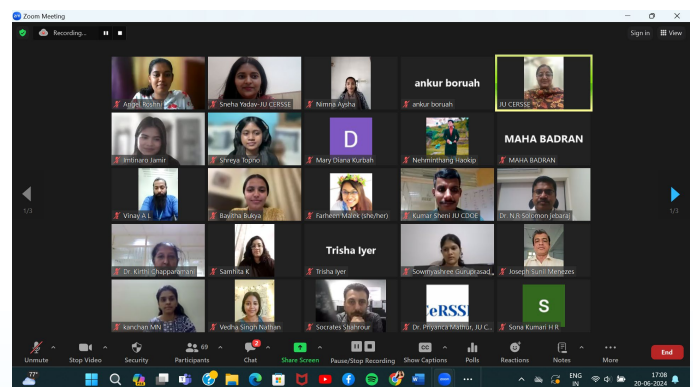 Zoom Meeting
Recording...
Sign in
View
Angel Roshni
Sneha Yadav-JU CERSSE
Nimna Aysha
ankur boruah
ankur boruah
JU CERSSE
Imtinaro Jamir
Shreya Topno
D
Mary Diana Kurbah
Nehminthang Haokip
MAHA BADRAN
MAHA BADRAN
1/3
Vinay A L
Bavitha Bukya
Farheen Malek (she/her)
Kumar Sheni JU CDOE
Dr. N.R Solomon Jebaraj
1/3
Dr. Kirthi Chapparamani
Samhita K
Trisha Iyer
Trisha Iyer
Sowmyashree Guruprasad
Joseph Sunil Menezes
kanchan MN
Vedha Singh Nathan
Socrates Shahrour
eRSS
Dr. Priyanca Mathur, JU C...
S
Sona Kumari H R
Unmute
Stop Video
Security
69
Participants
2
Chat
Share Screen
Pause/Stop Recording
CC
Show Captions
Polls
Reactions
Notes
More
End
77°
ENG
IN
17:08
20-06-2024